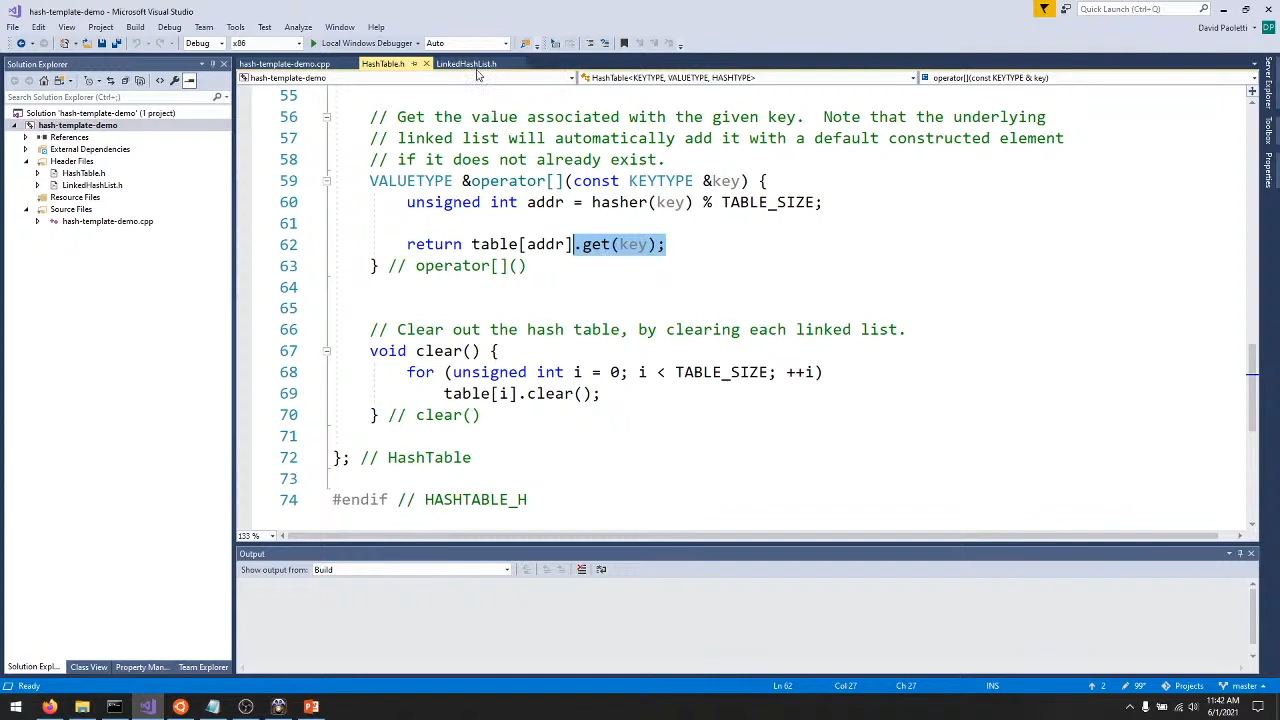 hash-template-demo - Microsoft Visual Studio
Quick Launch (Ctrl+Q)
File Edit View Project Build Debug Team Tools Test Analyze Window Help
David Paoletti DP
Debug x86 Local Windows Debugger Auto
Solution Explorer
hash-template-demo.cpp HashTable.h LinkedHashList.h
hash-template-demo HashTable<KEYTYPE, VALUETYPE, HASHTYPE> operator[](const KEYTYPE & key)
Search Solution Explorer (Ctrl+;)
Solution 'hash-template-demo' (1 project)
hash-template-demo
References
External Dependencies
Header Files
HashTable.h
LinkedHashList.h
Resource Files
Source Files
hash-template-demo.cpp
55
56 // Get the value associated with the given key.  Note that the underlying
57 // linked list will automatically add it with a default constructed element
58 // if it does not already exist.
59 VALUETYPE &operator[](const KEYTYPE &key) {
60 unsigned int addr = hasher(key) % TABLE_SIZE;
61
62 return table[addr].get(key);
63 } // operator[]()
64
65
66 // Clear out the hash table, by clearing each linked list.
67 void clear() {
68 for (unsigned int i = 0; i < TABLE_SIZE; ++i)
69 table[i].clear();
70 } // clear()
71
72 }; // HashTable
73
74 #endif // HASHTABLE_H
133 %
Server Explorer
Toolbox
Properties
Output
Show output from: Build
Solution Expl... Class View Property Man... Team Explorer
Ready Ln 62 Col 27 Ch 27 INS 2 99* Projects master
11:42 AM
6/1/2021